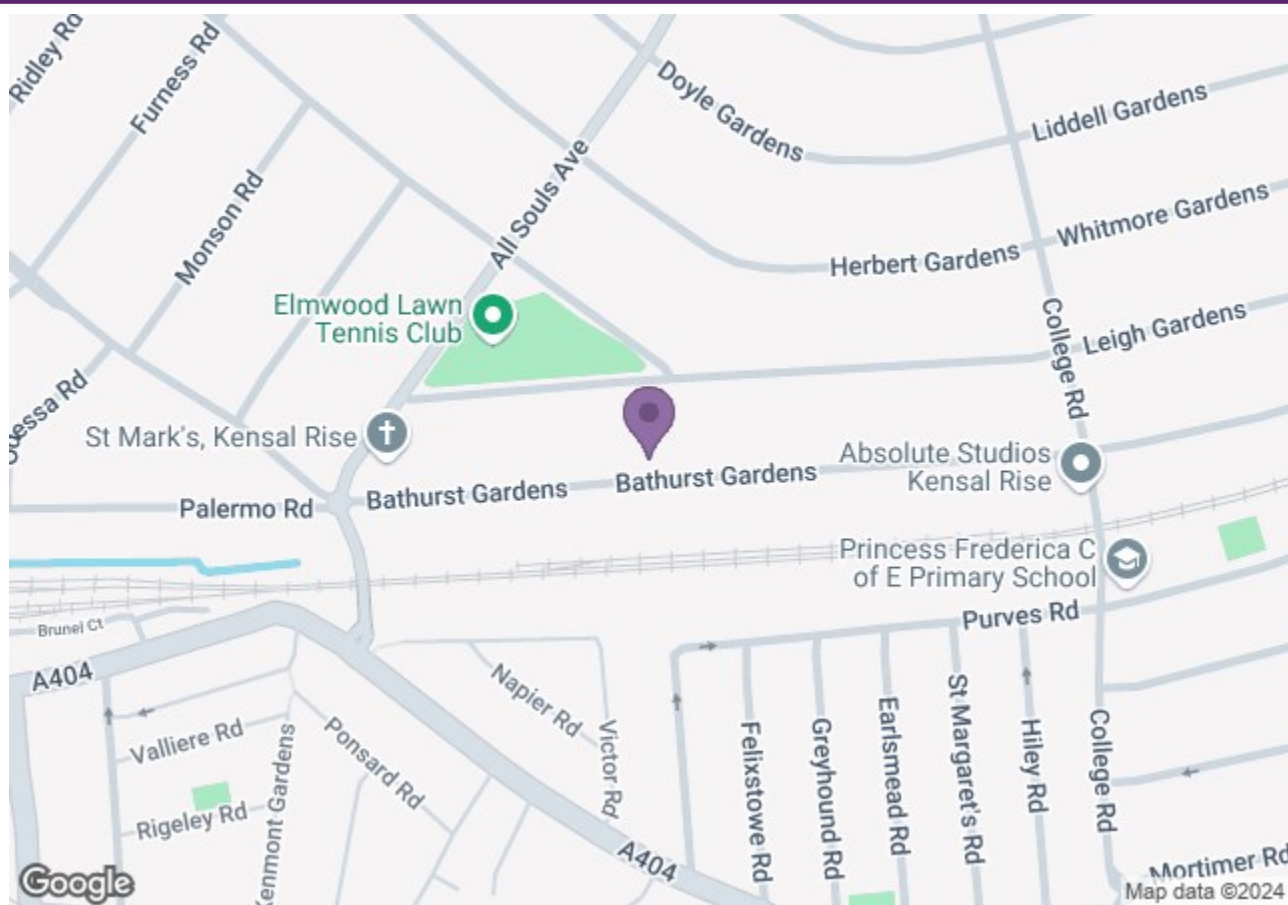 Ridley Rd
Furness Rd
Doyle Gardens
Liddell Gardens
Monson Rd
All Souls Ave
Whitmore Gardens
Herbert Gardens
Elmwood Lawn
Tennis Club
College Rd
Leigh Gardens
essa Rd
St Mark's, Kensal Rise
Absolute Studios
Kensal Rise
Bathurst Gardens
Bathurst Gardens
Palermo Rd
Princess Frederica C
of E Primary School
Purves Rd
Brunel Ct
A404
Napier Rd
Victor Rd
Valliere Rd
Ponsard Rd
Kenmont Gardens
Rigeley Rd
Felixstowe Rd
Greyhound Rd
Earlsmead Rd
St Margaret's Rd
Hiley Rd
College Rd
A404
Mortimer Rd
Google
Map data ©2024